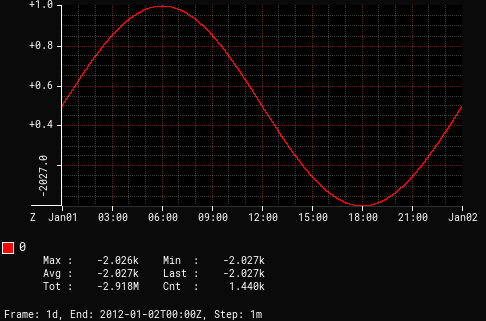 +1.0
+0.8
+0.6
+0.4
-2027.0
Z Jan01 03:00 06:00 09:00 12:00 15:00 18:00 21:00 Jan02
0
Max : -2.026k Min : -2.027k
Avg : -2.027k Last : -2.027k
Tot : -2.918M Cnt : 1.440k
Frame: 1d, End: 2012-01-02T00:00Z, Step: 1m